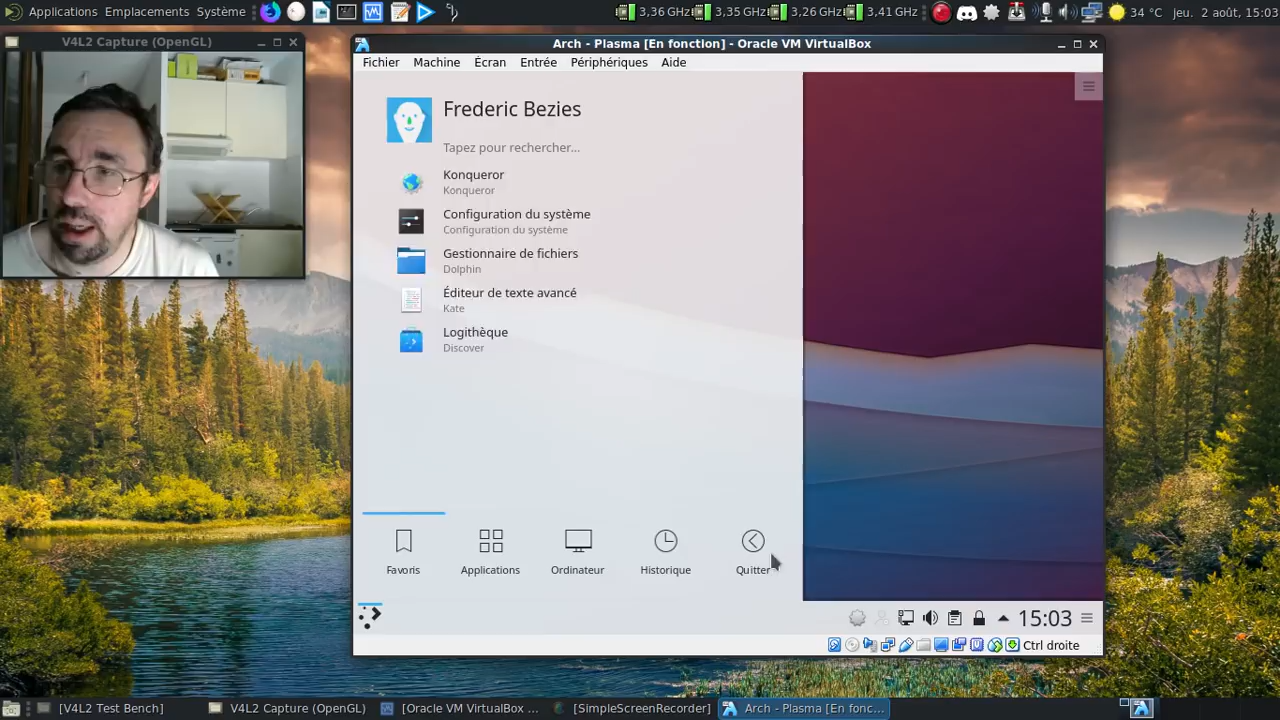 Applications Emplacements Système
3,36 GHz 3,35 GHz 3,26 GHz 3,41 GHz
34 °C jeu. 2 août, 15:03
V4L2 Capture (OpenGL)
Arch - Plasma [En fonction] - Oracle VM VirtualBox
Fichier Machine Écran Entrée Périphériques Aide
Frederic Bezies
Tapez pour rechercher...
Konqueror
Konqueror
Configuration du système
Configuration du système
Gestionnaire de fichiers
Dolphin
Éditeur de texte avancé
Kate
Logithèque
Discover
Favoris Applications Ordinateur Historique Quitter
15:03
Ctrl droite
[V4L2 Test Bench] V4L2 Capture (OpenGL) [Oracle VM VirtualBox ... [SimpleScreenRecorder] Arch - Plasma [En fonc...